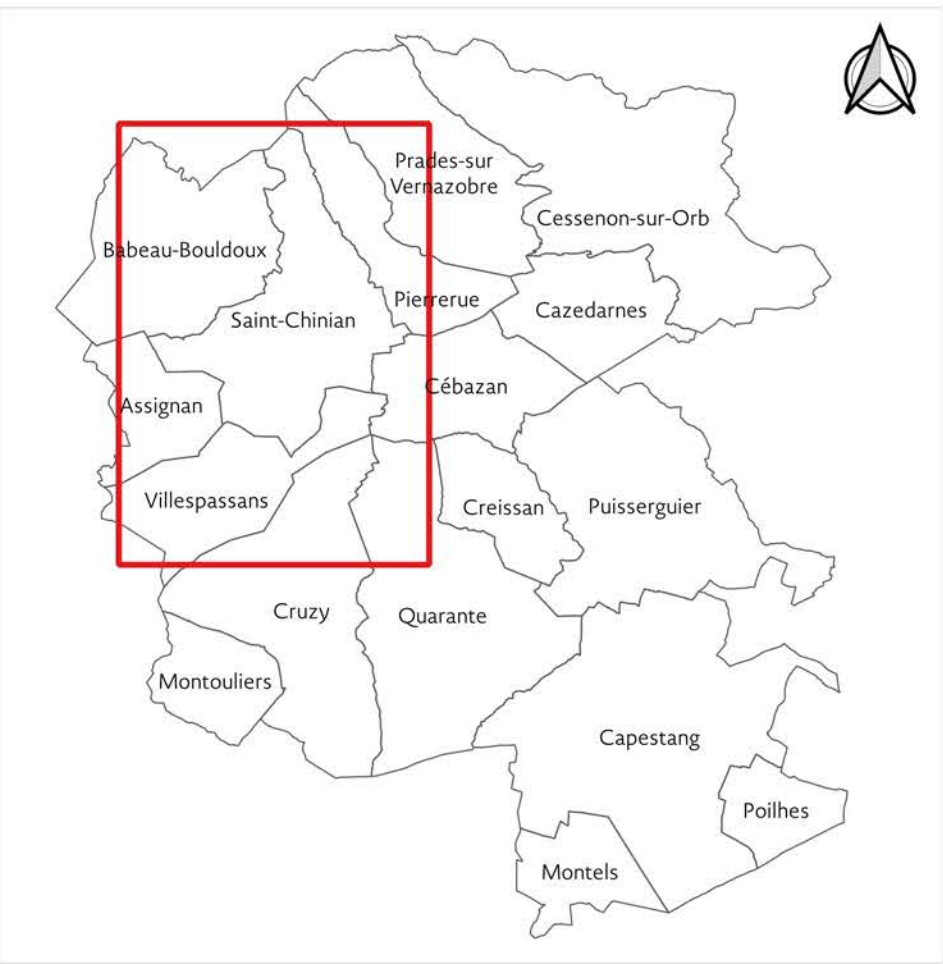 Prades-sur
Vernazobre
Cessenon-sur-Orb
Babeau-Bouldoux
Pierrerue
Cazedarnes
Saint-Chinian
Cébazan
Assignan
Villespassans
Creissan
Puisserguier
Cruzy
Quarante
Montouliers
Capestang
Poilhes
Montels